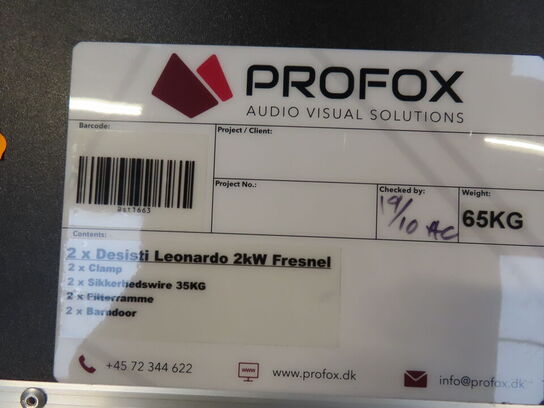 PROFOX
AUDIO VISUAL SOLUTIONS
Barcode:
Project / Client:
Project No.:
Checked by:
19/10 AC
Weight:
65KG
Contents:
2 x Desisti Leonardo 2kW Fresnel
2 x Clamp
2 x Sikkerhedswire 35KG
2 x Filterramme
2 x Barndoor
+45 72 344 622
www
www.profox.dk
info@profox.dk